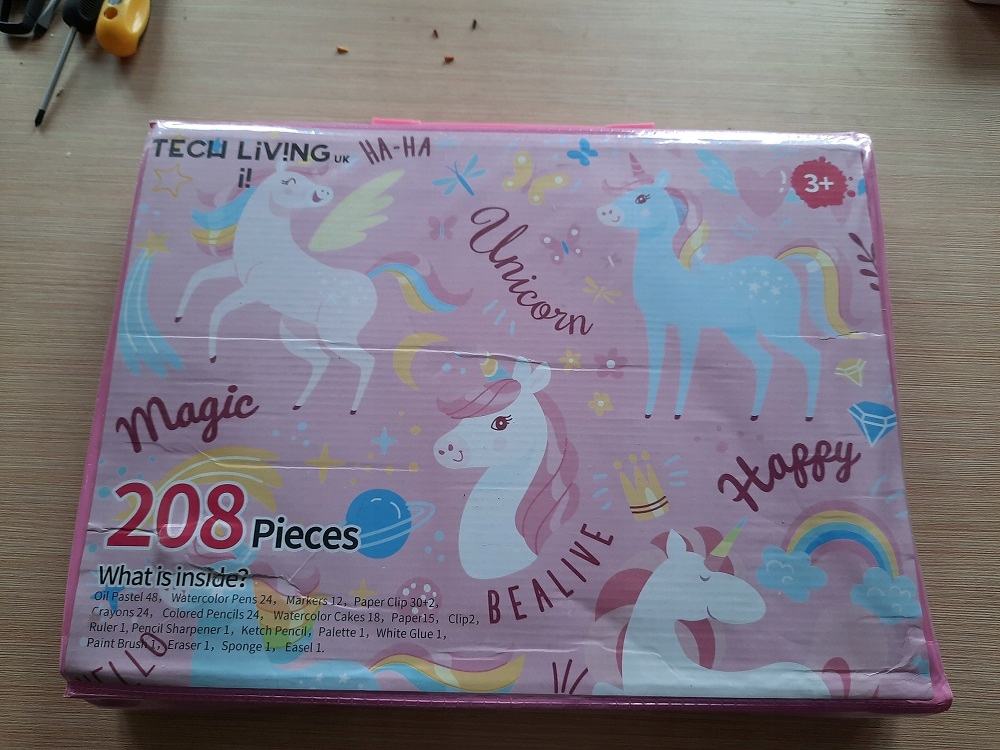 TECH LiV!NG UK
i!
HA-HA
3+
Unicorn
Magic
Happy
208 Pieces
BEALIVE
What is inside?
Oil Pastel 48, Watercolor Pens 24, Markers 12, Paper Clip 30+2,
Crayons 24, Colored Pencils 24, Watercolor Cakes 18, Paper15, Clip2,
Ruler 1, Pencil Sharpener 1, Ketch Pencil, Palette 1, White Glue 1,
Paint Brush 1, Eraser 1, Sponge 1, Easel 1.
HELLO